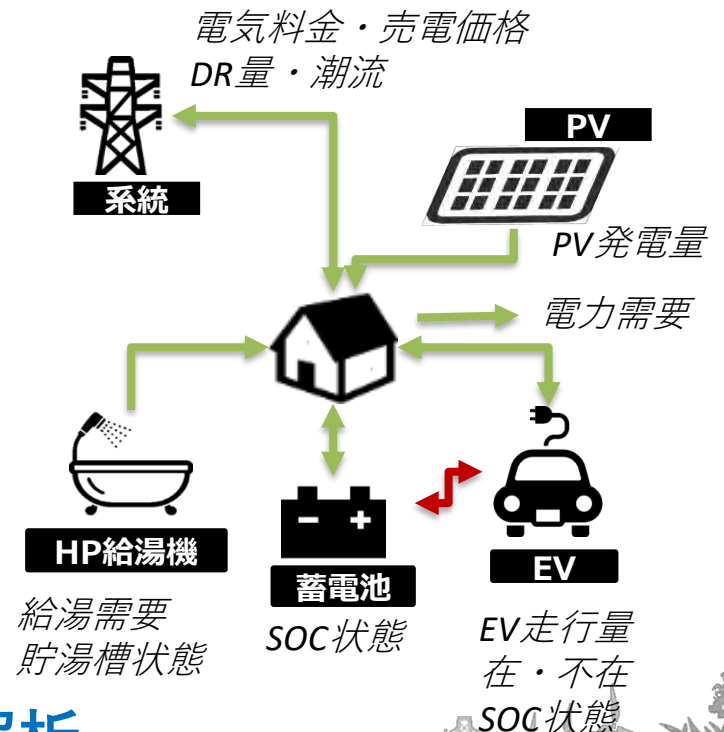 電気料金・売電価格
DR量・潮流
系統
PV
PV発電量
電力需要
HP給湯機
給湯需要
貯湯槽状態
蓄電池
SOC状態
EV
EV走行量
在・不在
SOC状態